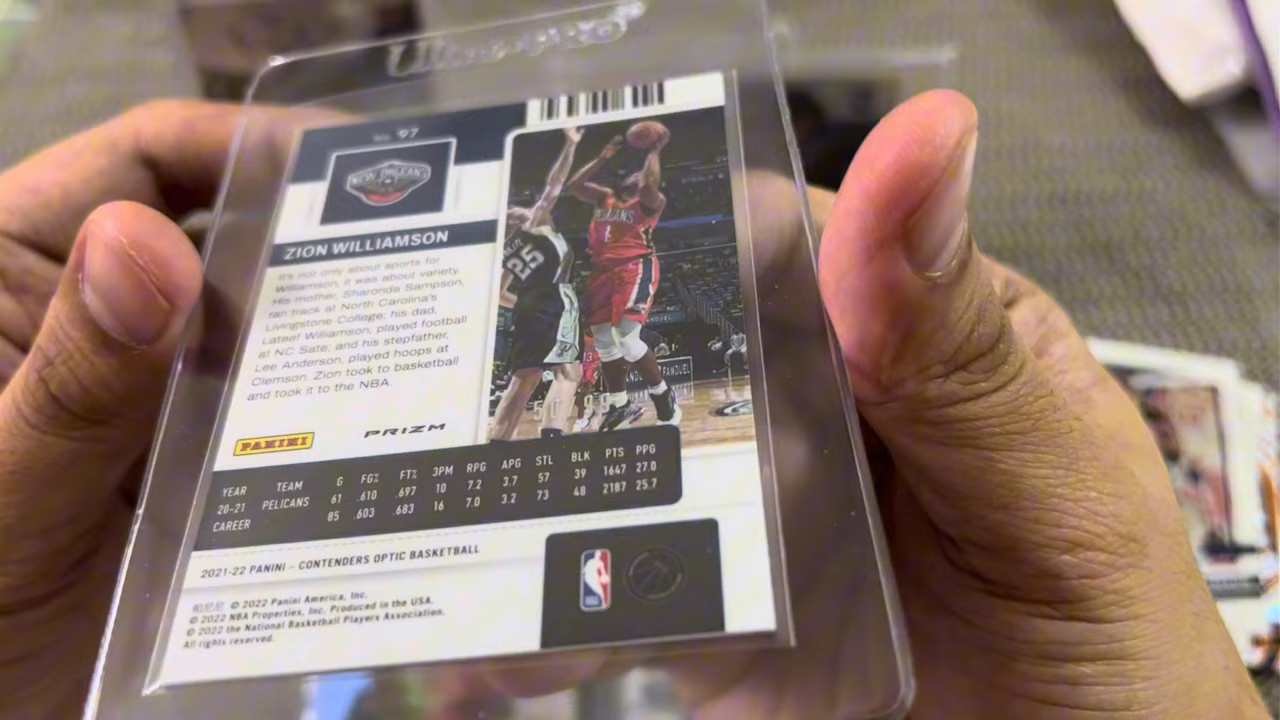 No. 97
NEW ORLEANS
ZION WILLIAMSON
It's not only about sports for
Williamson, it was about variety.
His mother, Sharonda Sampson,
ran track at North Carolina's
Livingstone College; his dad,
Lateef Williamson, played football
at NC Sate; and his stepfather,
Lee Anderson, played hoops at
Clemson. Zion took to basketball
and took it to the NBA.
25
1
FANDUEL
PANINI
PRIZM
YEAR TEAM G FG% FT% 3PM RPG APG STL BLK PTS PPG
20-21 PELICANS 61 .610 .697 10 7.2 3.7 57 39 1647 27.0
CAREER 85 .603 .683 16 7.0 3.2 73 48 2187 25.7
2021-22 PANINI – CONTENDERS OPTIC BASKETBALL
© 2022 Panini America, Inc.
© 2022 NBA Properties, Inc. Produced in the USA.
© 2022 the National Basketball Players Association.
All rights reserved.